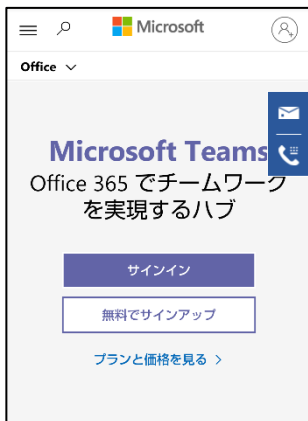 Microsoft
Office
Microsoft Teams
Office 365 でチームワーク
を実現するハブ
サインイン
無料でサインアップ
プランと価格を見る